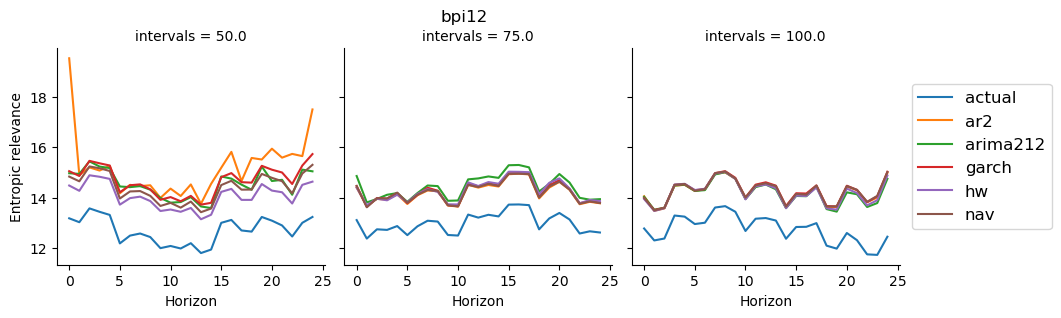 bpi12
intervals = 50.0
intervals = 75.0
intervals = 100.0
Entropic relevance
18
16
14
12
0 5 10 15 20 25
0 5 10 15 20 25
0 5 10 15 20 25
Horizon
Horizon
Horizon
actual
ar2
arima212
garch
hw
nav